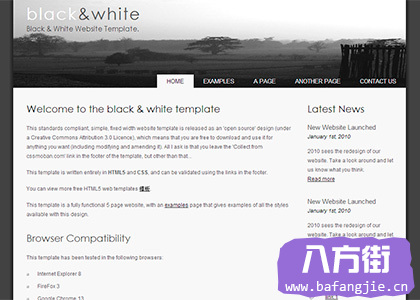 black&white
Black & White Website Template.
HOME EXAMPLES A PAGE ANOTHER PAGE CONTACT US
Welcome to the black & white template
This standards compliant, simple, fixed width website template is released as an 'open source' design (under
a Creative Commons Attribution 3.0 Licence), which means that you are free to download and use it for
anything you want (including modifying and amending it). All I ask is that you leave the 'Collect from
cssmoban.com' link in the footer of the template, but other than that...
This template is written entirely in HTML5 and CSS, and can be validated using the links in the footer.
You can view more free HTML5 web templates 模板.
This template is a fully functional 5 page website, with an examples page that gives examples of all the styles
available with this design.
Browser Compatibility
This template has been tested in the following browsers:
Internet Explorer 8
FireFox 3
Google Chrome 13
Latest News
New Website Launched
January 1st, 2010
2010 sees the redesign of our
website. Take a look around and let
us know what you think.
Read more
New Website Launched
January 1st, 2010
2010 sees the redesign of our
website. Take a look around and let
八方街
www.bafangjie.cn